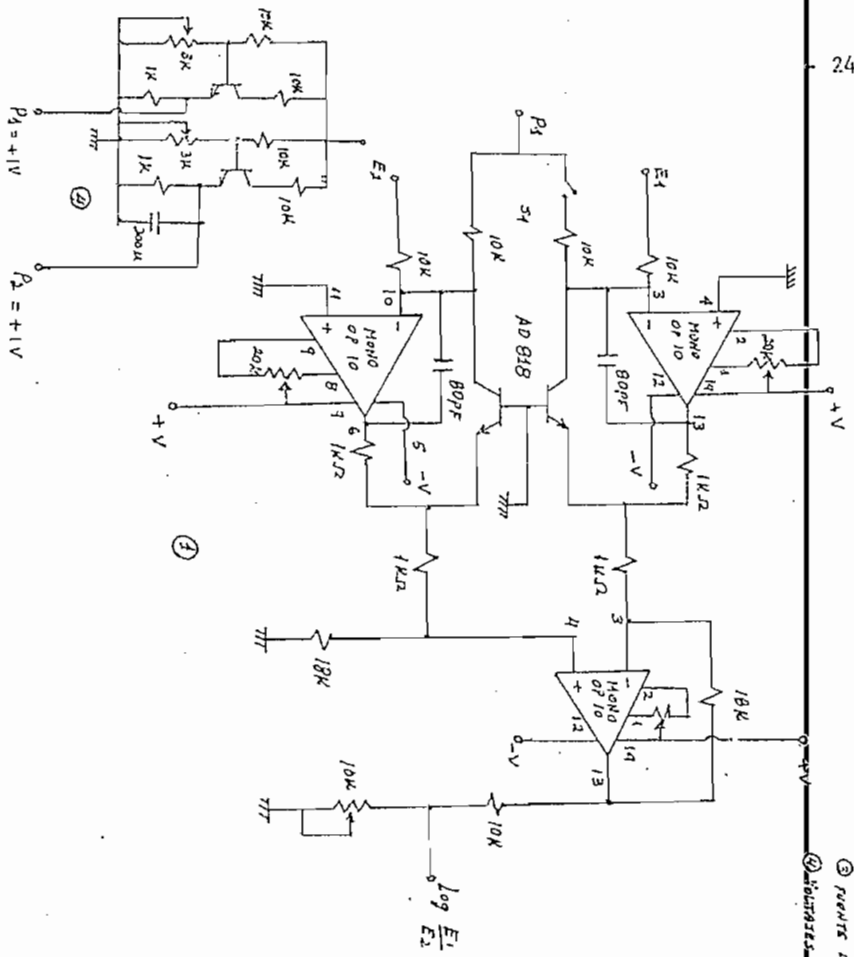 24
③ FUENTE
④ VOLTAJES
+V
4
2
20K
1
14
E1
10K
3
MONO
OP 10
12
13
-V
1KΩ
80pF
10K
S1
P1
AD 818
10K
E2
10K
10
80pF
11
MONO
OP 10
9
8
7
20K
6
5
-V
1KΩ
+V
1KΩ
1KΩ
3
18K
4
MONO
OP 10
2
1
12
14
13
-V
+V
18K
10K
10K
Log E1/E2
①
10K
10K
10K
10K
3K
1K
3K
1K
200µ
④
P1 = +1V
P2 = +1V